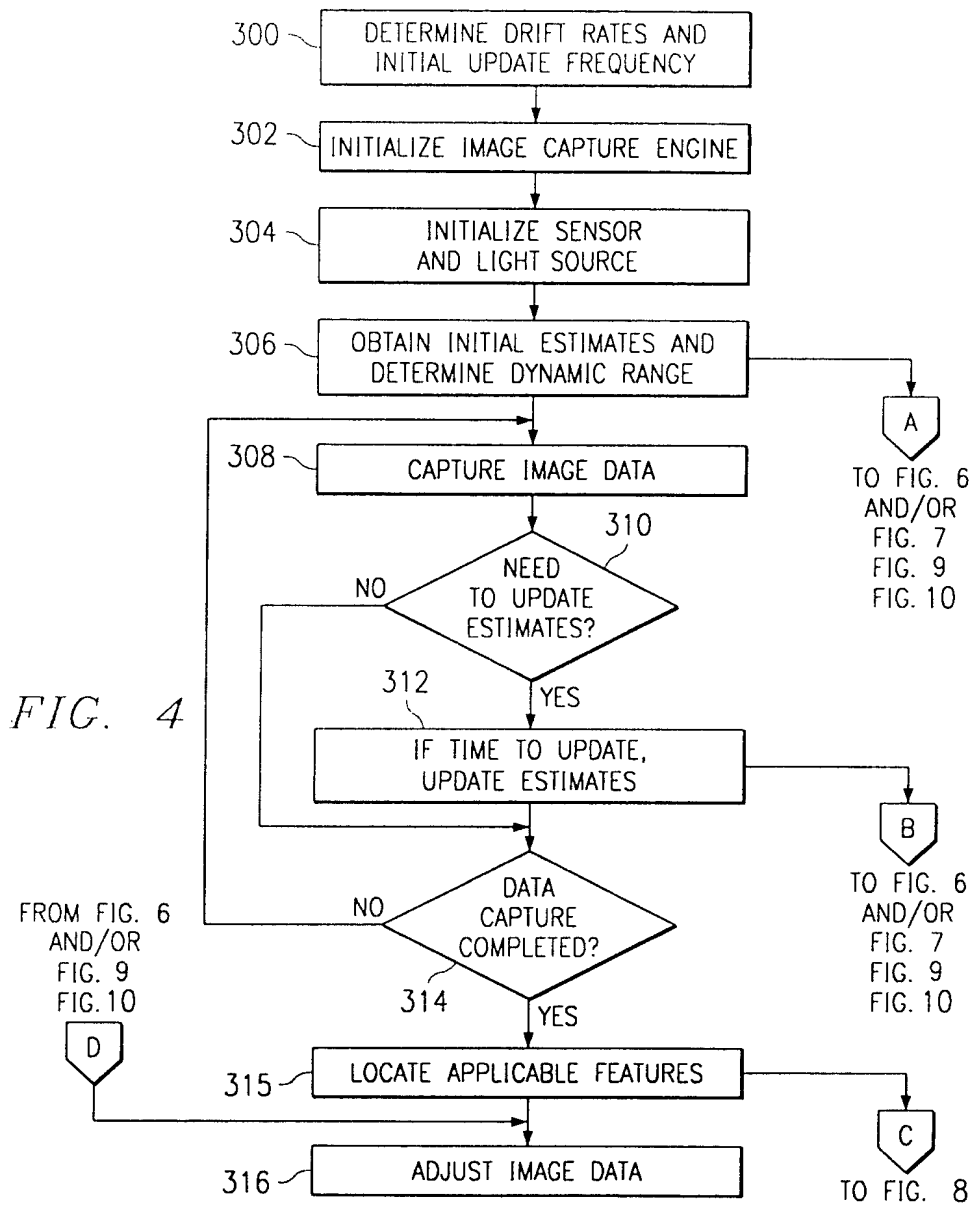 300
DETERMINE DRIFT RATES AND
INITIAL UPDATE FREQUENCY
302
INITIALIZE IMAGE CAPTURE ENGINE
304
INITIALIZE SENSOR
AND LIGHT SOURCE
306
OBTAIN INITIAL ESTIMATES AND
DETERMINE DYNAMIC RANGE
A
TO FIG. 6
AND/OR
FIG. 7
FIG. 9
FIG. 10
308
CAPTURE IMAGE DATA
310
NEED
TO UPDATE
ESTIMATES?
NO
YES
FIG. 4
312
IF TIME TO UPDATE,
UPDATE ESTIMATES
B
TO FIG. 6
AND/OR
FIG. 7
FIG. 9
FIG. 10
DATA
CAPTURE
COMPLETED?
NO
314
YES
FROM FIG. 6
AND/OR
FIG. 9
FIG. 10
D
315
LOCATE APPLICABLE FEATURES
C
TO FIG. 8
316
ADJUST IMAGE DATA